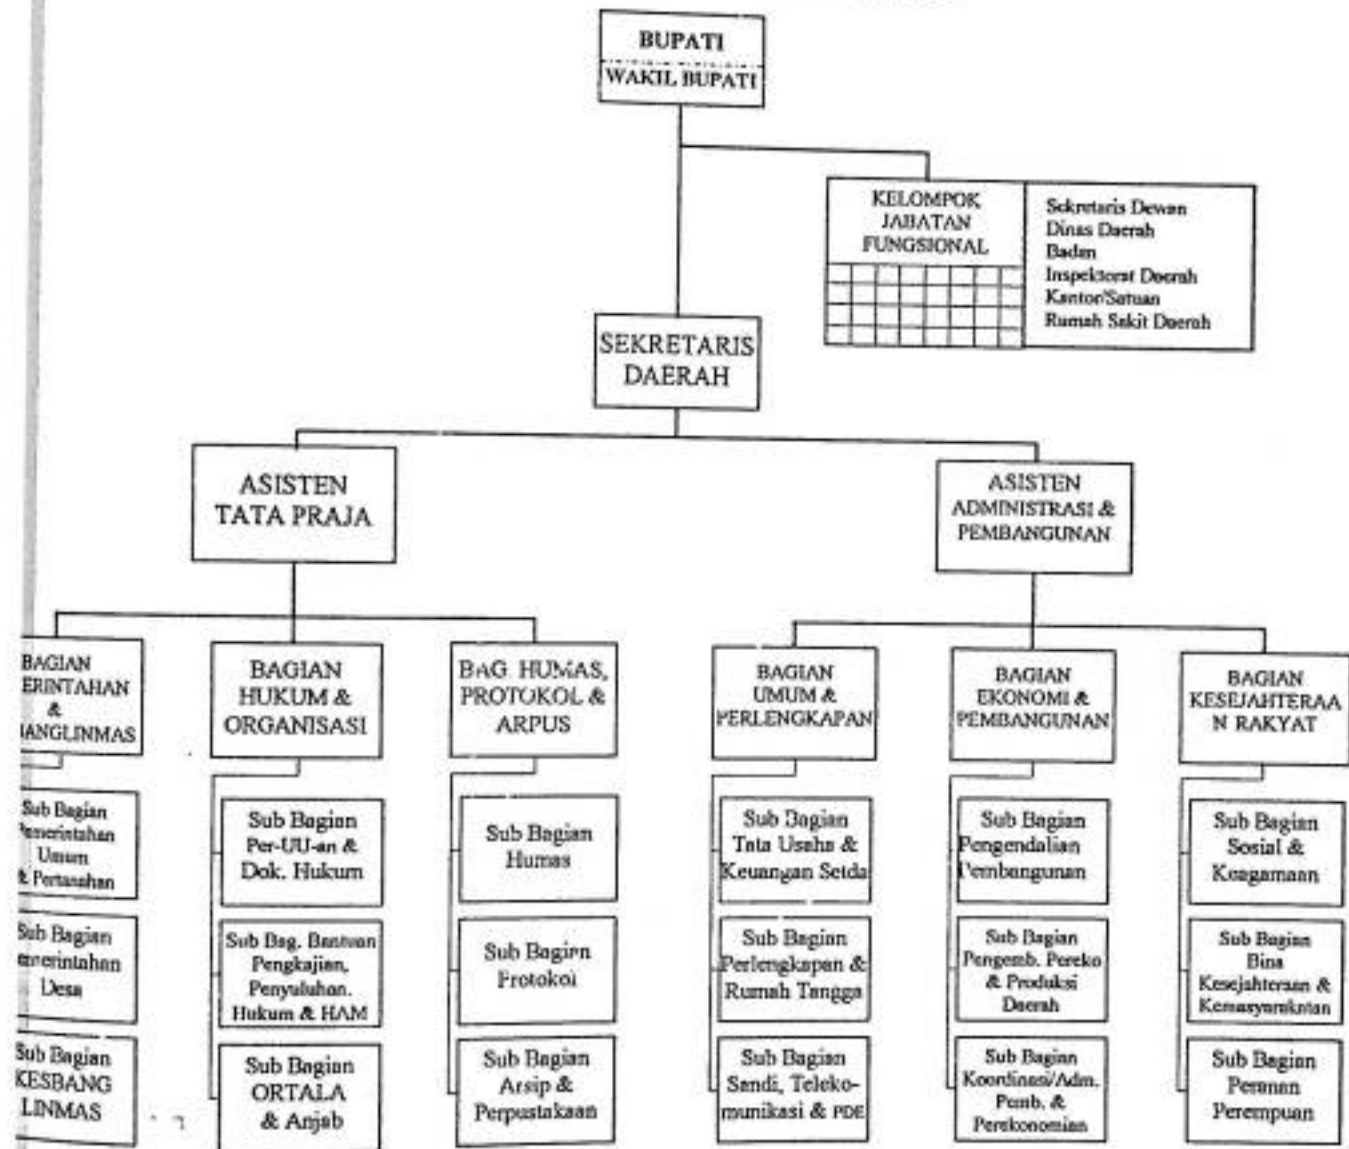 BUPATI
WAKIL BUPATI
KELOMPOK
JABATAN
FUNGSIONAL
Sekretaris Dewan
Dinas Daerah
Badan
Inspektorat Daerah
Kantor/Satuan
Rumah Sakit Daerah
SEKRETARIS
DAERAH
ASISTEN
TATA PRAJA
ASISTEN
ADMINISTRASI &
PEMBANGUNAN
BAGIAN
ERINTAHAN
&
ANGLINMAS
BAGIAN
HUKUM &
ORGANISASI
BAG. HUMAS,
PROTOKOL &
ARPUS
BAGIAN
UMUM &
PERLENGKAPAN
BAGIAN
EKONOMI &
PEMBANGUNAN
BAGIAN
KESEJAHTERAA
N RAKYAT
Sub Bagian
Pemerintahan
Umum
& Pertanahan
Sub Bagian
Per-UU-an &
Dok. Hukum
Sub Bagian
Humas
Sub Bagian
Tata Usaha &
Keuangan Setda
Sub Bagian
Pengendalian
Pembangunan
Sub Bagian
Sosial &
Keagamaan
Sub Bagian
emerintahan
Desa
Sub Bag. Bantuan
Pengkajian,
Penyuluhan.
Hukum & HAM
Sub Bagian
Protokol
Sub Bagian
Perlengkapan &
Rumah Tangga
Sub Bagian
Pengemb. Pereko
& Produksi
Daerah
Sub Bagian
Bina
Kesejahteraan &
Kemasyarakatan
Sub Bagian
KESBANG
LINMAS
Sub Bagian
ORTALA
& Anjab
Sub Bagian
Arsip &
Perpustakaan
Sub Bagian
Sandi, Teleko-
munikasi & PDE
Sub Bagian
Koordinasi/Adm.
Pemb. &
Perekonomian
Sub Bagian
Peranan
Perempuan